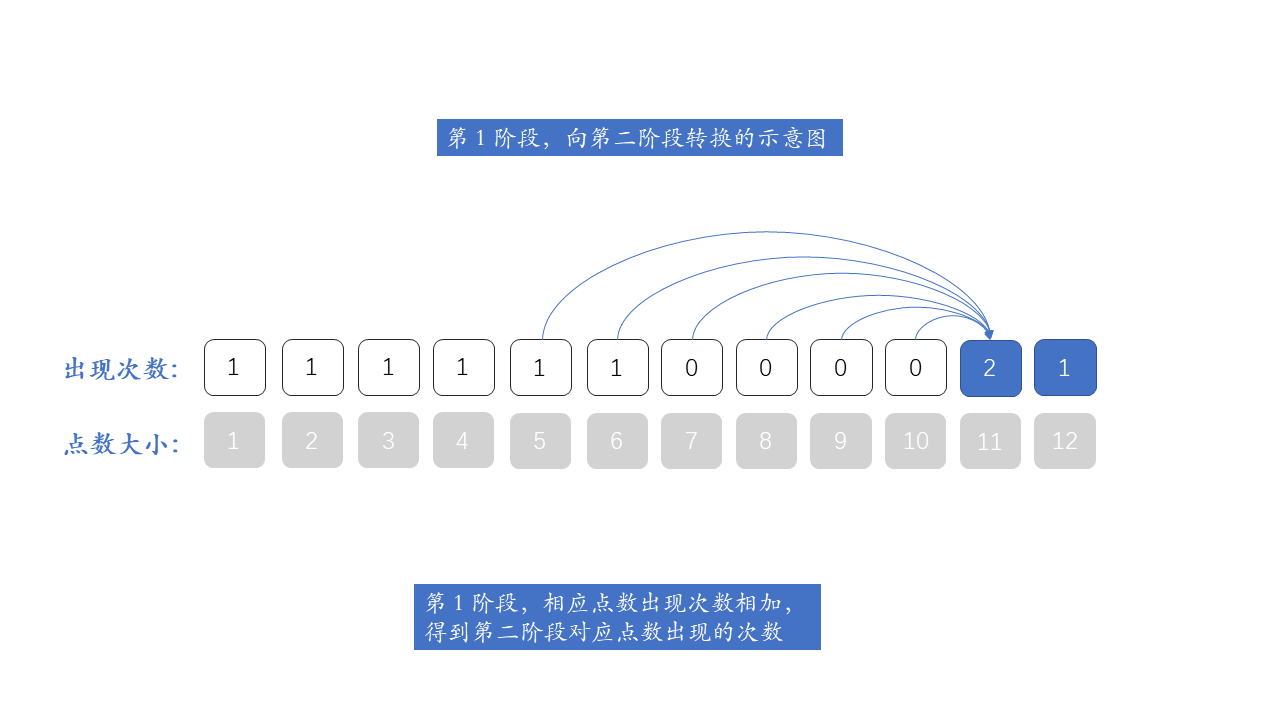 第1阶段，向第二阶段转换的示意图
出现次数： 1 1 1 1 1 1 0 0 0 0 2 1
点数大小： 1 2 3 4 5 6 7 8 9 10 11 12
第1阶段，相应点数出现次数相加，
得到第二阶段对应点数出现的次数